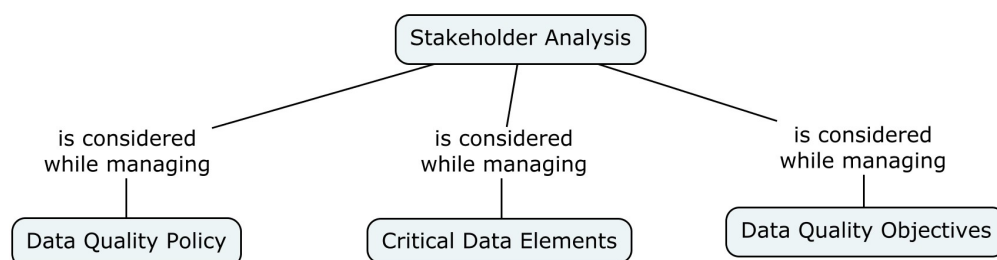 Stakeholder Analysis
is considered
while managing
is considered
while managing
is considered
while managing
Data Quality Policy
Critical Data Elements
Data Quality Objectives